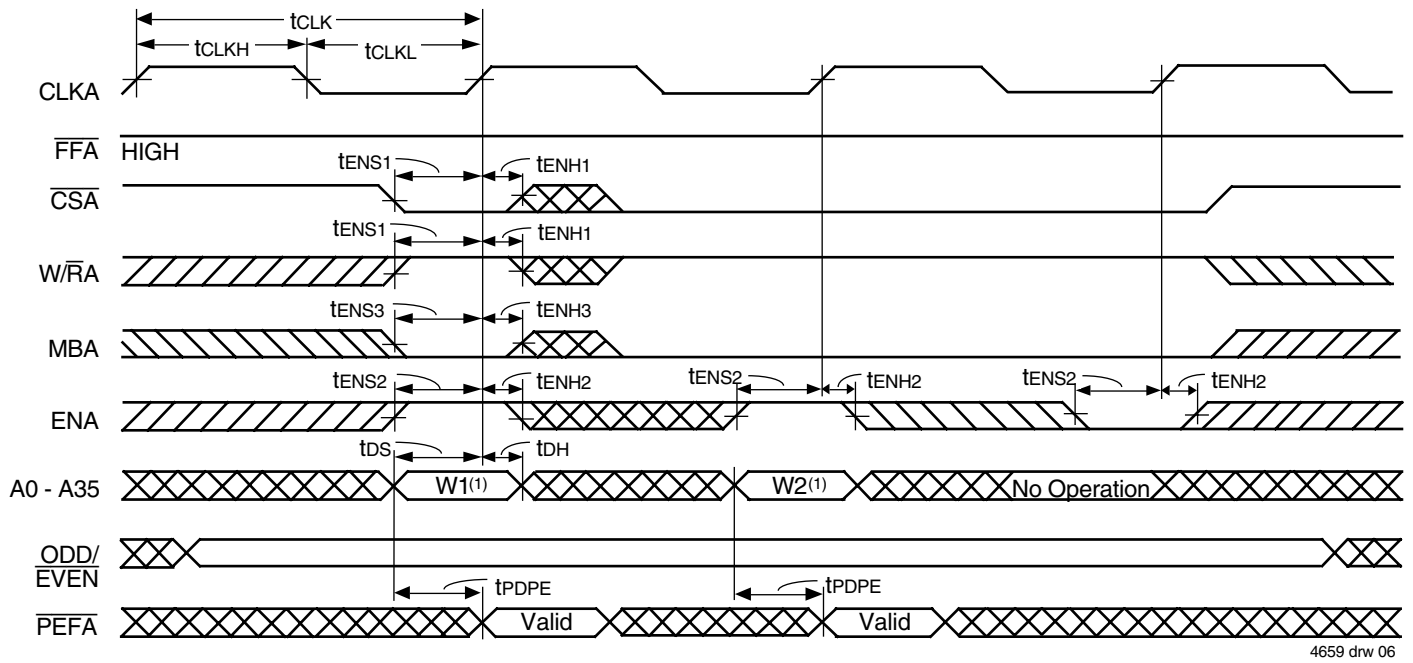 tCLK
tCLKH
tCLKL
CLKA
FFA HIGH
tENS1 tENH1
CSA
tENS1 tENH1
W/RA
tENS3 tENH3
MBA
tENS2 tENH2 tENS2 tENH2 tENS2 tENH2
ENA
tDS tDH
A0 - A35 W1(1) W2(1) No Operation
ODD/
EVEN
tPDPE tPDPE
PEFA Valid Valid
4659 drw 06